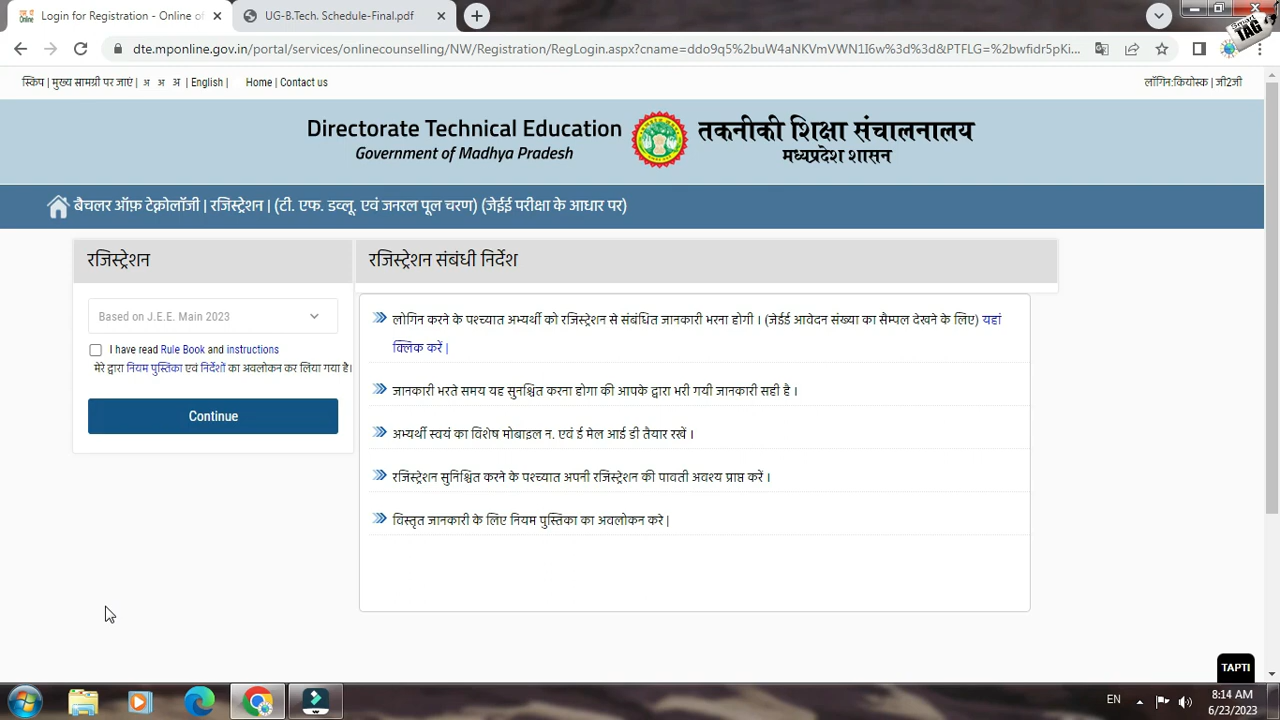 Login for Registration - Online of
UG-B.Tech. Schedule-Final.pdf
dte.mponline.gov.in/portal/services/onlinecounselling/NW/Registration/RegLogin.aspx?cname=ddo9q5%2buW4aNKVmVWN1I6w%3d%3d&PTFLG=%2bwfidr5pKi...
Smart TAG
स्किप | मुख्य सामग्री पर जाएं | अ अ अ | English | Home | Contact us
लॉगिन:कियोस्क | जी2जी
Directorate Technical Education
Government of Madhya Pradesh
तकनीकी शिक्षा संचालनालय
मध्यप्रदेश शासन
बैचलर ऑफ़ टेक्नोलॉजी | रजिस्ट्रेशन | (टी. एफ. डब्लू. एवं जनरल पूल चरण) (जेईई परीक्षा के आधार पर)
रजिस्ट्रेशन
Based on J.E.E. Main 2023
I have read Rule Book and instructions
मेरे द्वारा नियम पुस्तिका एवं निर्देशों का अवलोकन कर लिया गया है।
Continue
रजिस्ट्रेशन संबंधी निर्देश
लोगिन करने के पश्च्यात अभ्यर्थी को रजिस्ट्रेशन से संबंधित जानकारी भरना होगी । (जेईई आवेदन संख्या का सैम्पल देखने के लिए) यहां
क्लिक करें |
जानकारी भरते समय यह सुनश्चित करना होगा की आपके द्वारा भरी गयी जानकारी सही है ।
अभ्यर्थी स्वयं का विशेष मोबाइल न. एवं ई मेल आई डी तैयार रखें ।
रजिस्ट्रेशन सुनिश्चित करने के पश्च्यात अपनी रजिस्ट्रेशन की पावती अवश्य प्राप्त करें ।
विस्तृत जानकारी के लिए नियम पुस्तिका का अवलोकन करे |
TAPTI
EN
8:14 AM
6/23/2023